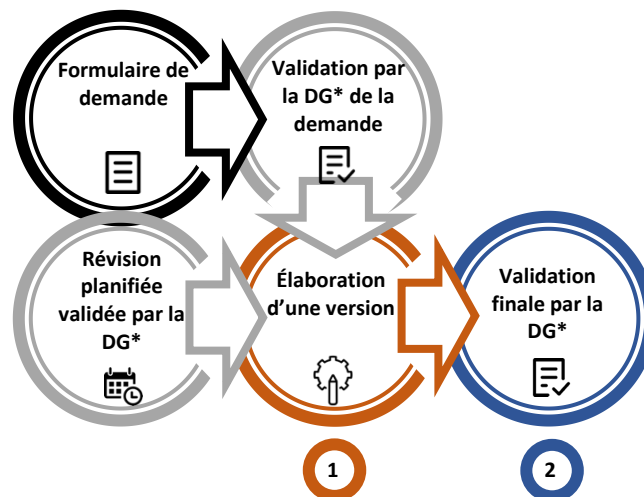 Formulaire de
demande
Validation par
la DG* de la
demande
Révision
planifiée
validée par la
DG*
Élaboration
d’une version
Validation
finale par la
DG*
1
2